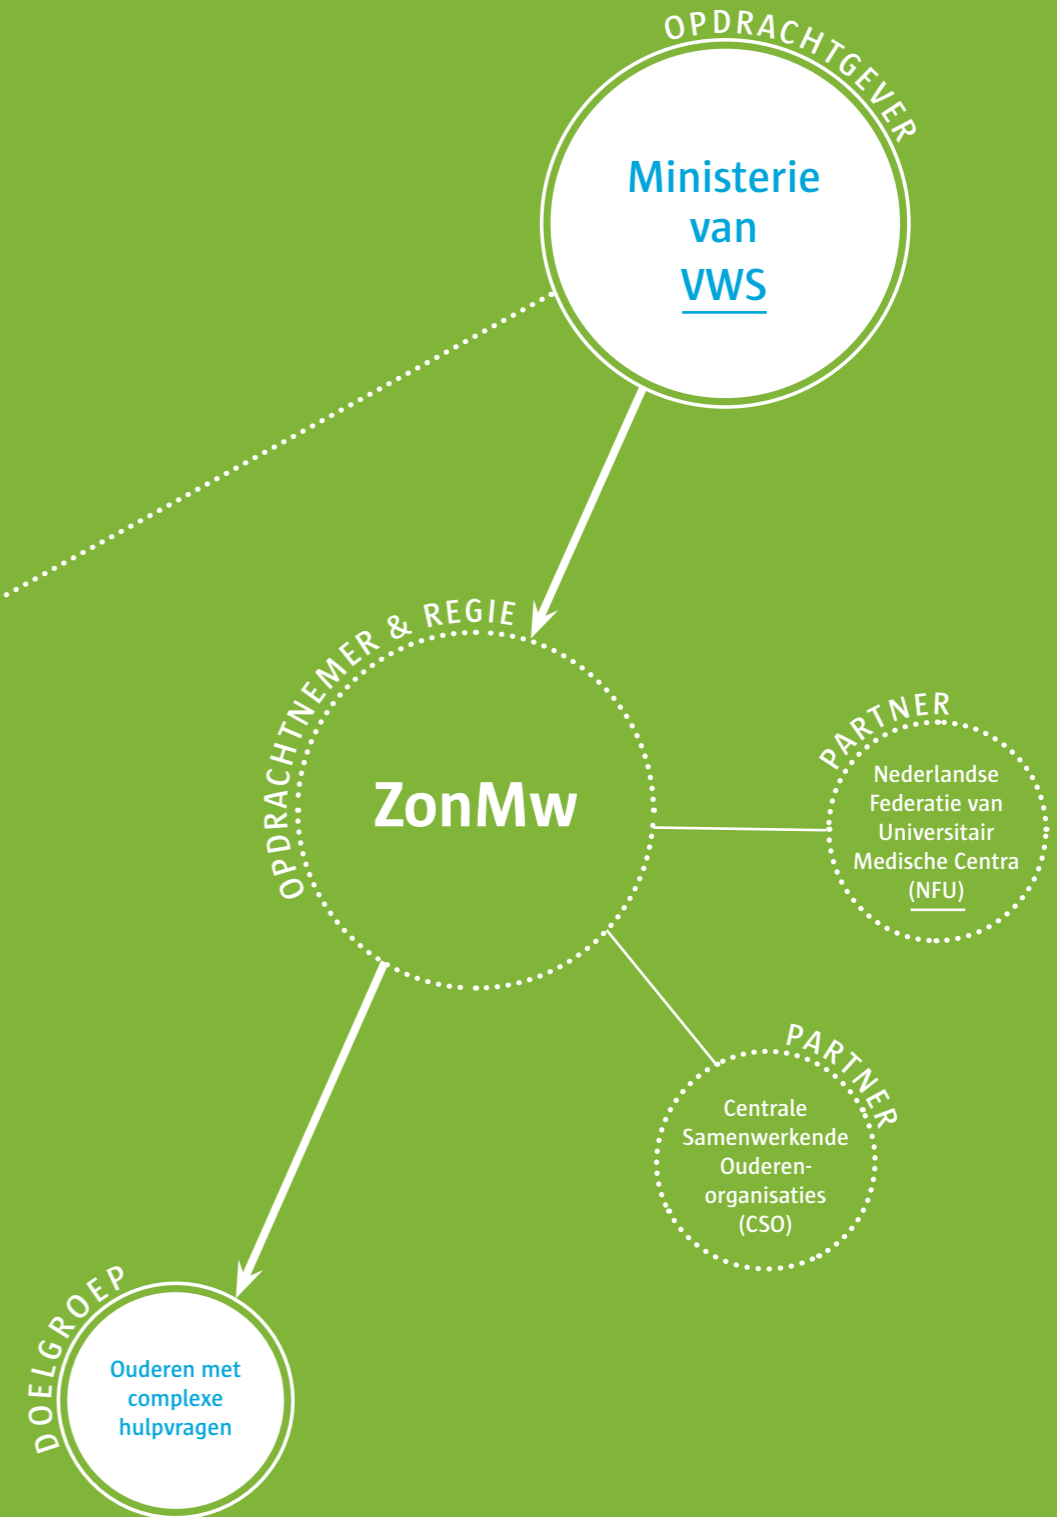 OPDRACHTGEVER
Ministerie
van
VWS
OPDRACHTNEMER & REGIE
ZonMw
PARTNER
Nederlandse
Federatie van
Universitair
Medische Centra
(NFU)
PARTNER
Centrale
Samenwerkende
Ouderen-
organisaties
(CSO)
DOELGROEP
Ouderen met
complexe
hulpvragen